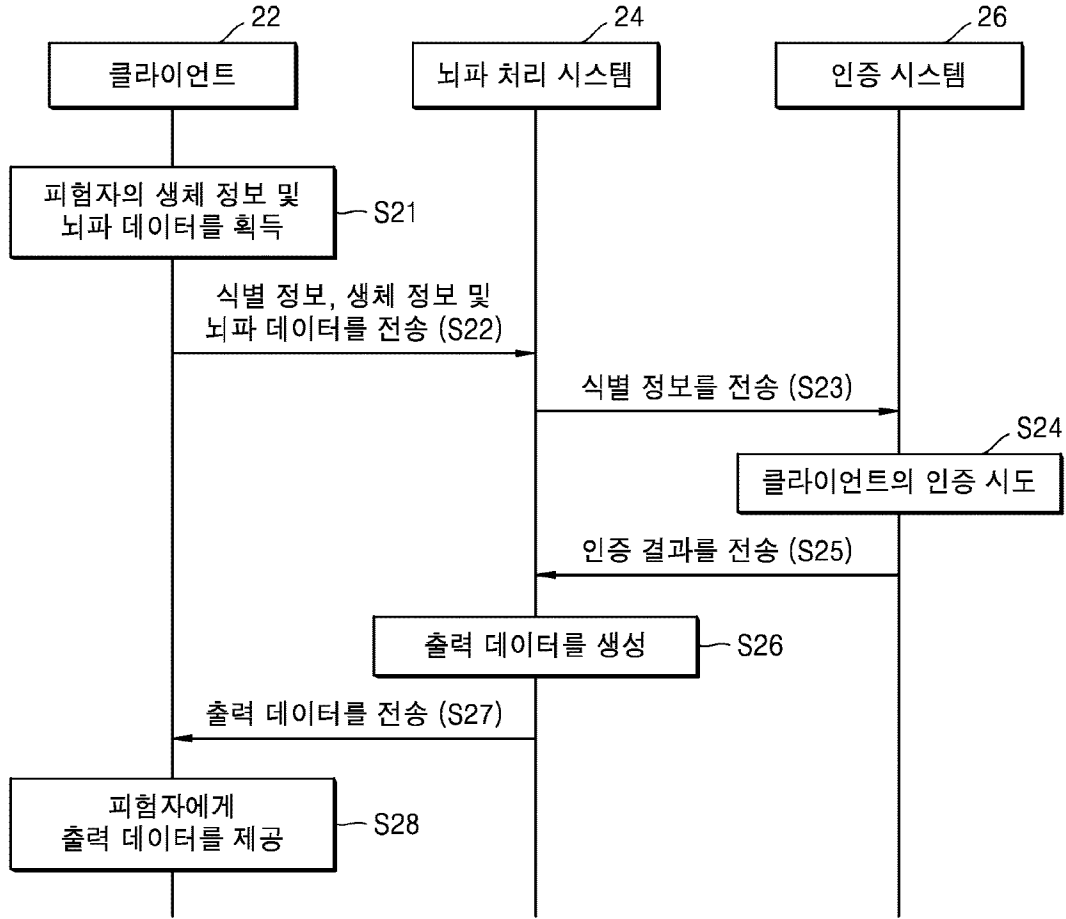 22
24
26
클라이언트
뇌파 처리 시스템
인증 시스템
피험자의 생체 정보 및
뇌파 데이터를 획득
S21
식별 정보, 생체 정보 및
뇌파 데이터를 전송 (S22)
식별 정보를 전송 (S23)
S24
클라이언트의 인증 시도
인증 결과를 전송 (S25)
출력 데이터를 생성
S26
출력 데이터를 전송 (S27)
피험자에게
출력 데이터를 제공
S28